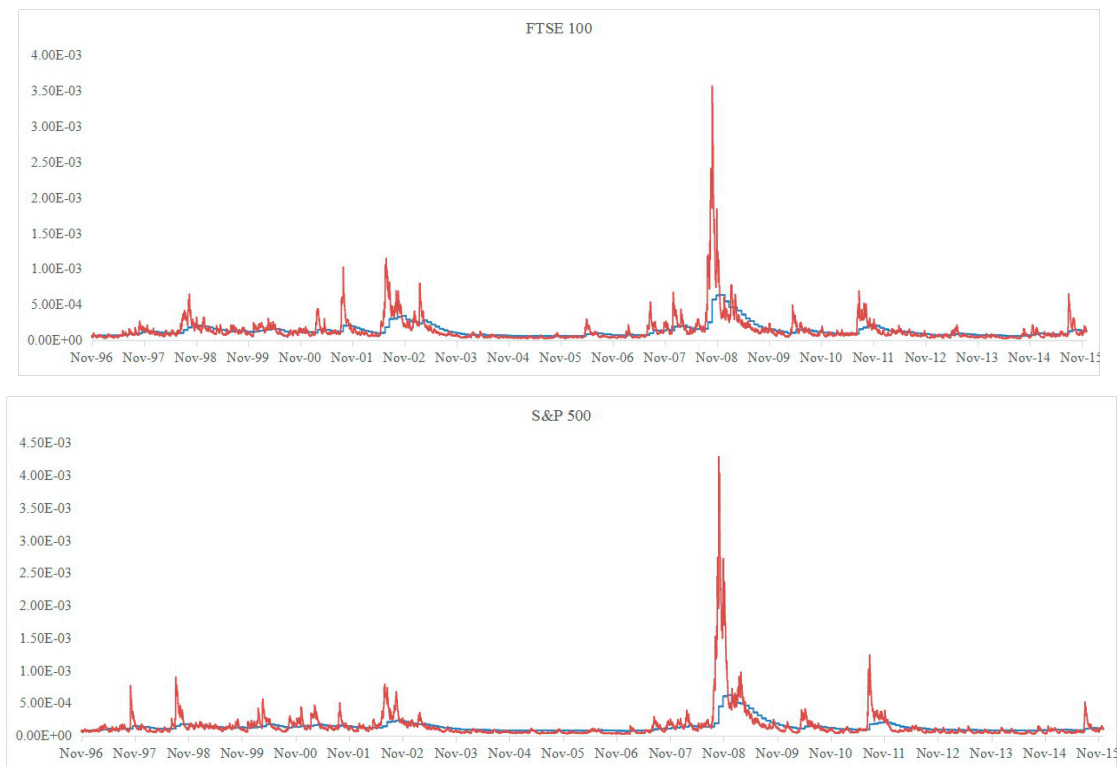 FTSE 100
4.00E-03
3.50E-03
3.00E-03
2.50E-03
2.00E-03
1.50E-03
1.00E-03
5.00E-04
0.00E+00
Nov-96 Nov-97 Nov-98 Nov-99 Nov-00 Nov-01 Nov-02 Nov-03 Nov-04 Nov-05 Nov-06 Nov-07 Nov-08 Nov-09 Nov-10 Nov-11 Nov-12 Nov-13 Nov-14 Nov-15
S&P 500
4.50E-03
4.00E-03
3.50E-03
3.00E-03
2.50E-03
2.00E-03
1.50E-03
1.00E-03
5.00E-04
0.00E+00
Nov-96 Nov-97 Nov-98 Nov-99 Nov-00 Nov-01 Nov-02 Nov-03 Nov-04 Nov-05 Nov-06 Nov-07 Nov-08 Nov-09 Nov-10 Nov-11 Nov-12 Nov-13 Nov-14 Nov-15